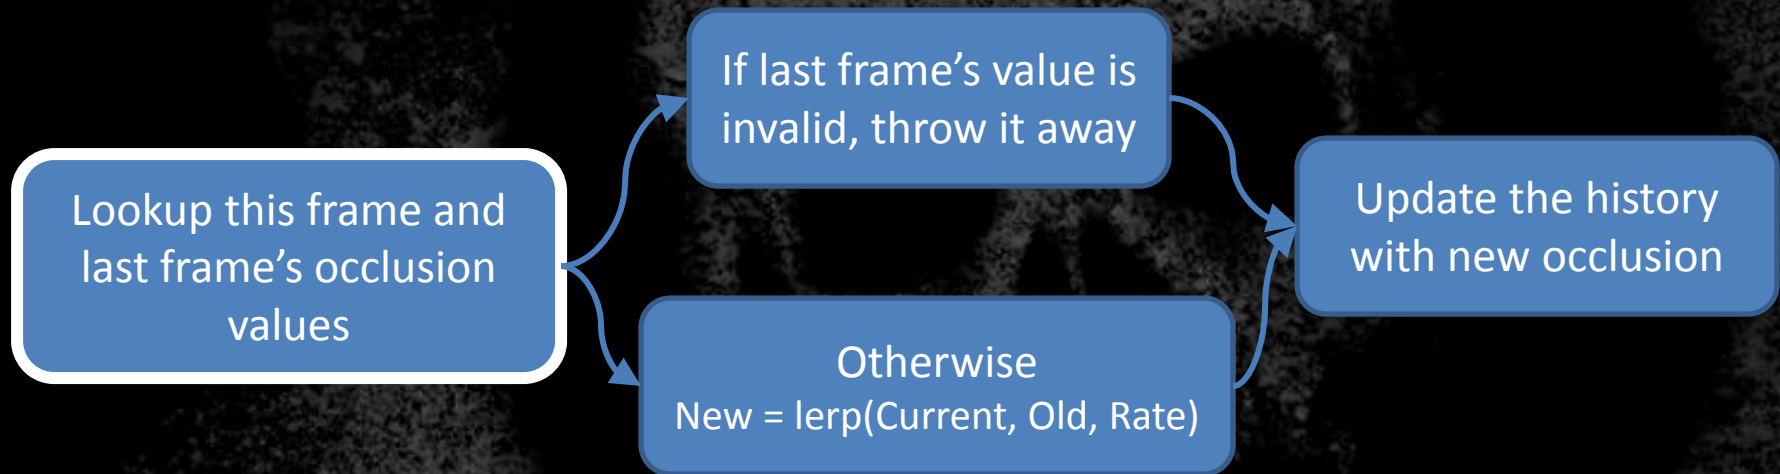 Lookup this frame and
last frame’s occlusion
values
If last frame’s value is
invalid, throw it away
Otherwise
New = lerp(Current, Old, Rate)
Update the history
with new occlusion